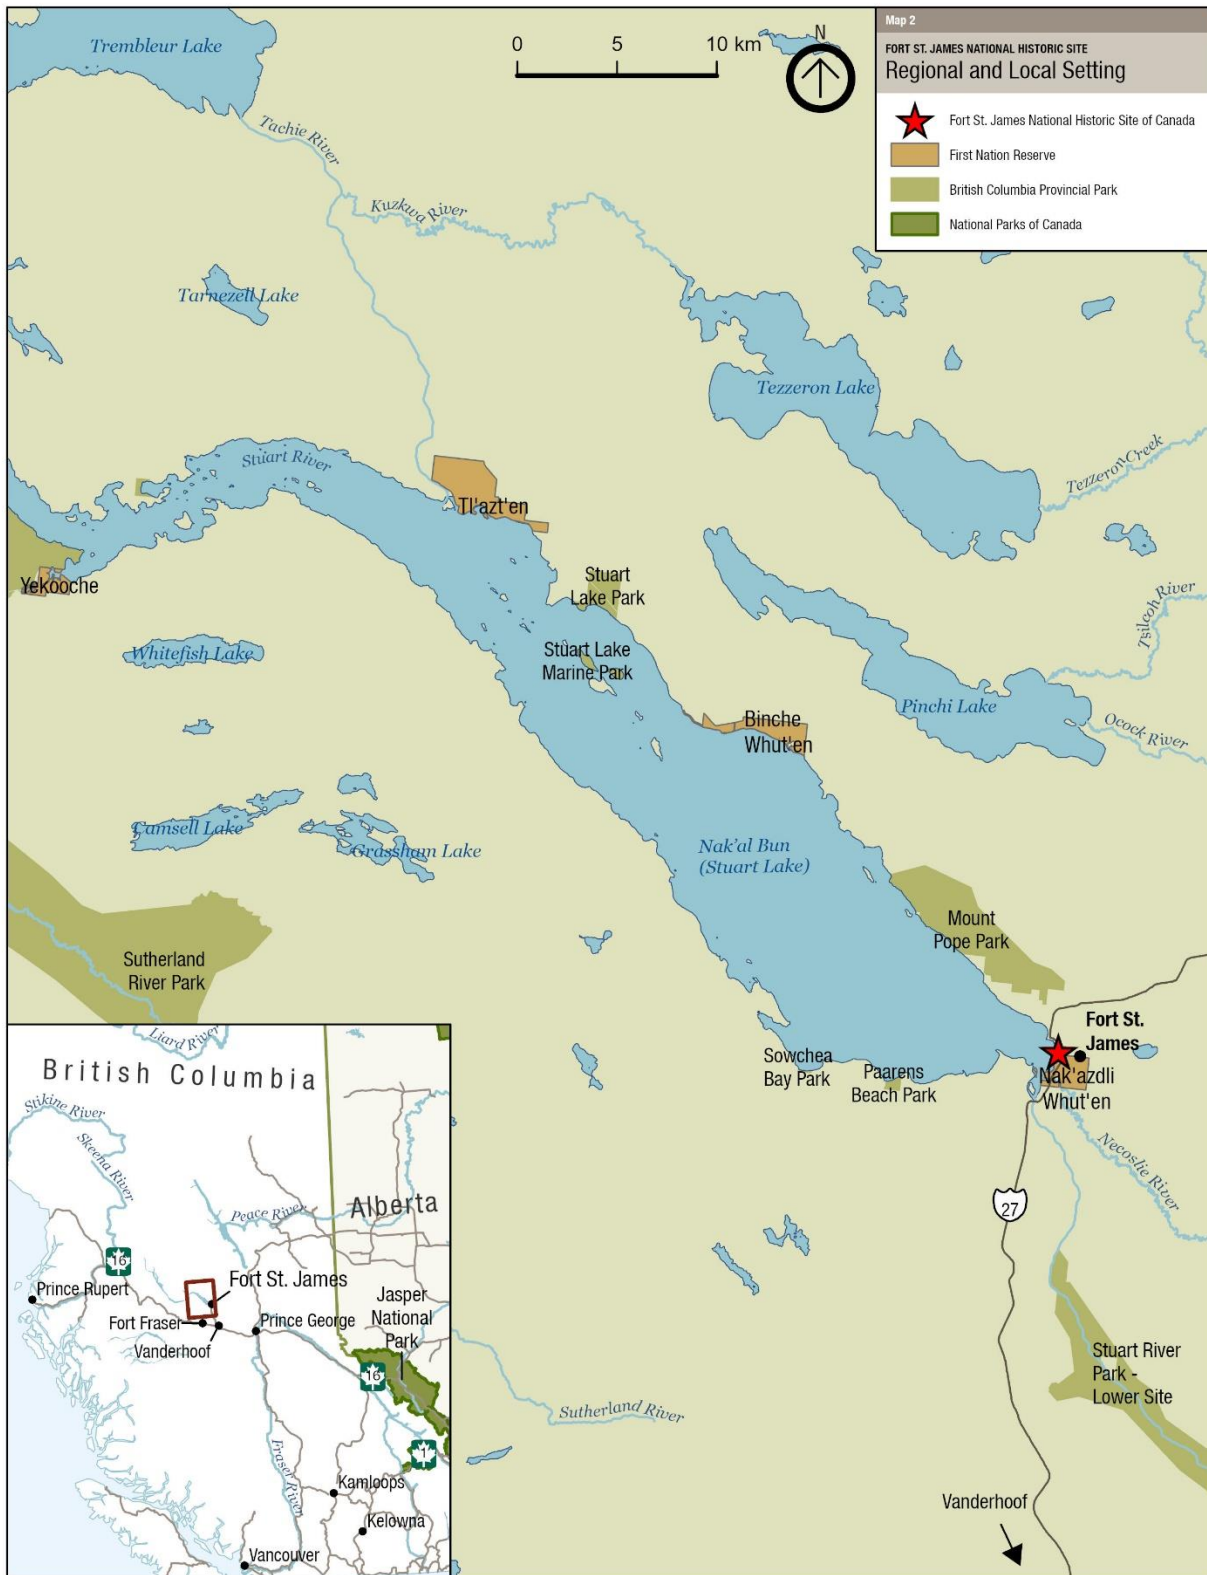 Map 2
FORT ST. JAMES NATIONAL HISTORIC SITE
Regional and Local Setting
Fort St. James National Historic Site of Canada
First Nation Reserve
British Columbia Provincial Park
National Parks of Canada
0 5 10 km
N
Trembleur Lake
Tachie River
Kuzkwa River
Tarnezell Lake
Tezzeron Lake
Stuart River
Tezzeron Creek
Tl'azt'en
Yekooche
Stuart
Lake Park
Tsilcoh River
Whitefish Lake
Stuart Lake
Marine Park
Pinchi Lake
Binche
Whut'en
Ocock River
Camsell Lake
Grassham Lake
Nak'al Bun
(Stuart Lake)
Mount
Pope Park
Sutherland
River Park
Fort St.
James
Sowchea
Bay Park
Paarens
Beach Park
Nak'azdli
Whut'en
Necoslie River
27
Stuart River
Park -
Lower Site
Sutherland River
Vanderhoof
Liard River
British Columbia
Stikine River
Skeena River
Peace River
Alberta
16
Fort St. James
Prince Rupert
Jasper
National
Park
Fort Fraser
Prince George
Vanderhoof
16
Fraser River
1
Kamloops
Kelowna
Vancouver